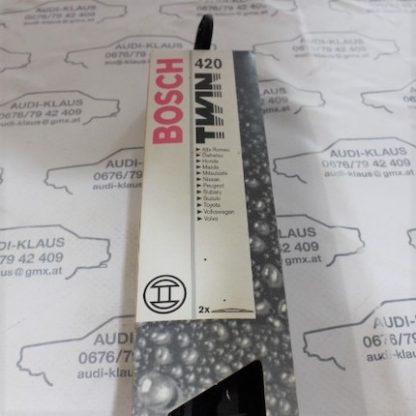 BOSCH
TWIN 420
Alfa Romeo
Daihatsu
Honda
Mazda
Mitsubishi
Nissan
Peugeot
Subaru
Suzuki
Toyota
Volkswagen
Volvo
2x
AUDI-KLAUS
0676/79 42 409
audi-klaus@gmx.at